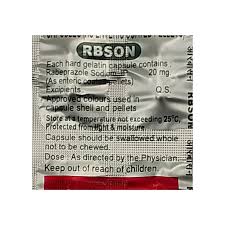 RBSON
Each hard gelatin capsule contains
Rabeprazole Sodium 20 mg.
(As enteric coated pellets)
Excipients. Q.S.
Approved colours used in
capsule shell and pellets
Store at a temperature not exceeding 25°C,
Protected from light & moisture
Capsule should be swallowed whole
not to be chewed.
Dose : As directed by the Physician.
Keep out of reach of children.
RBSON